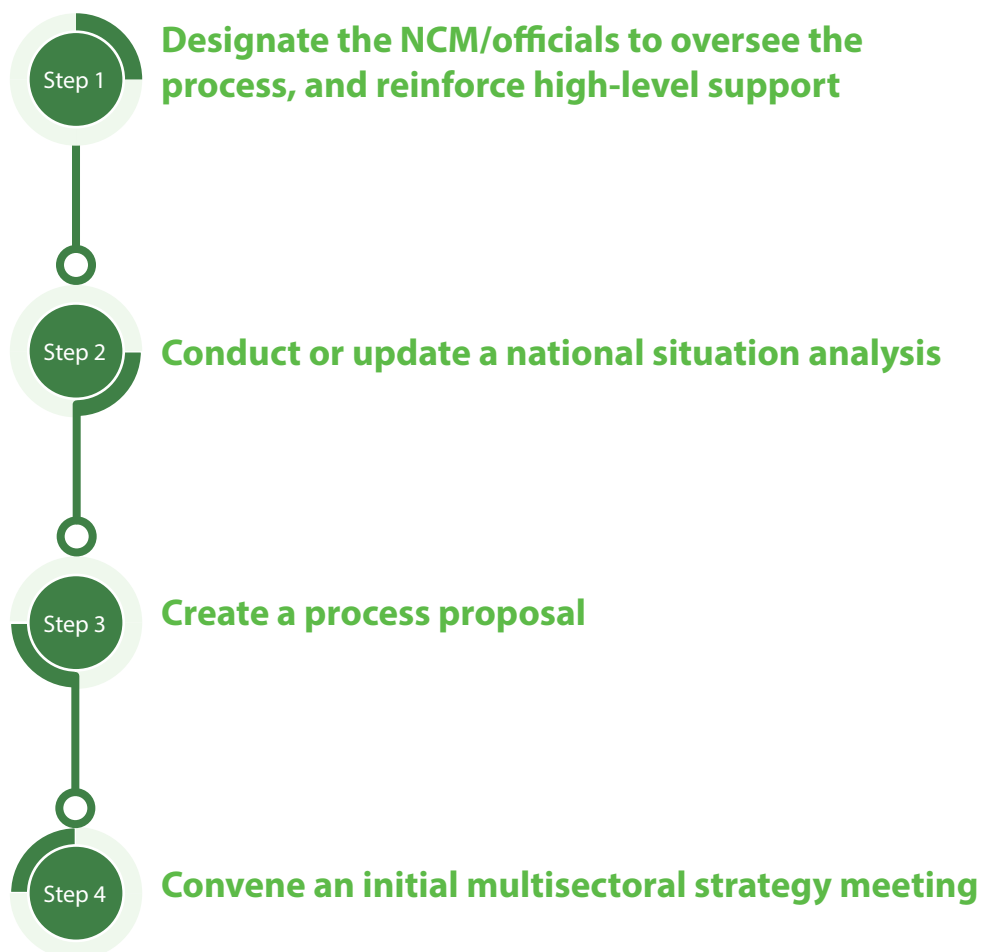 Step 1
Designate the NCM/officials to oversee the
process, and reinforce high-level support
Step 2
Conduct or update a national situation analysis
Step 3
Create a process proposal
Step 4
Convene an initial multisectoral strategy meeting